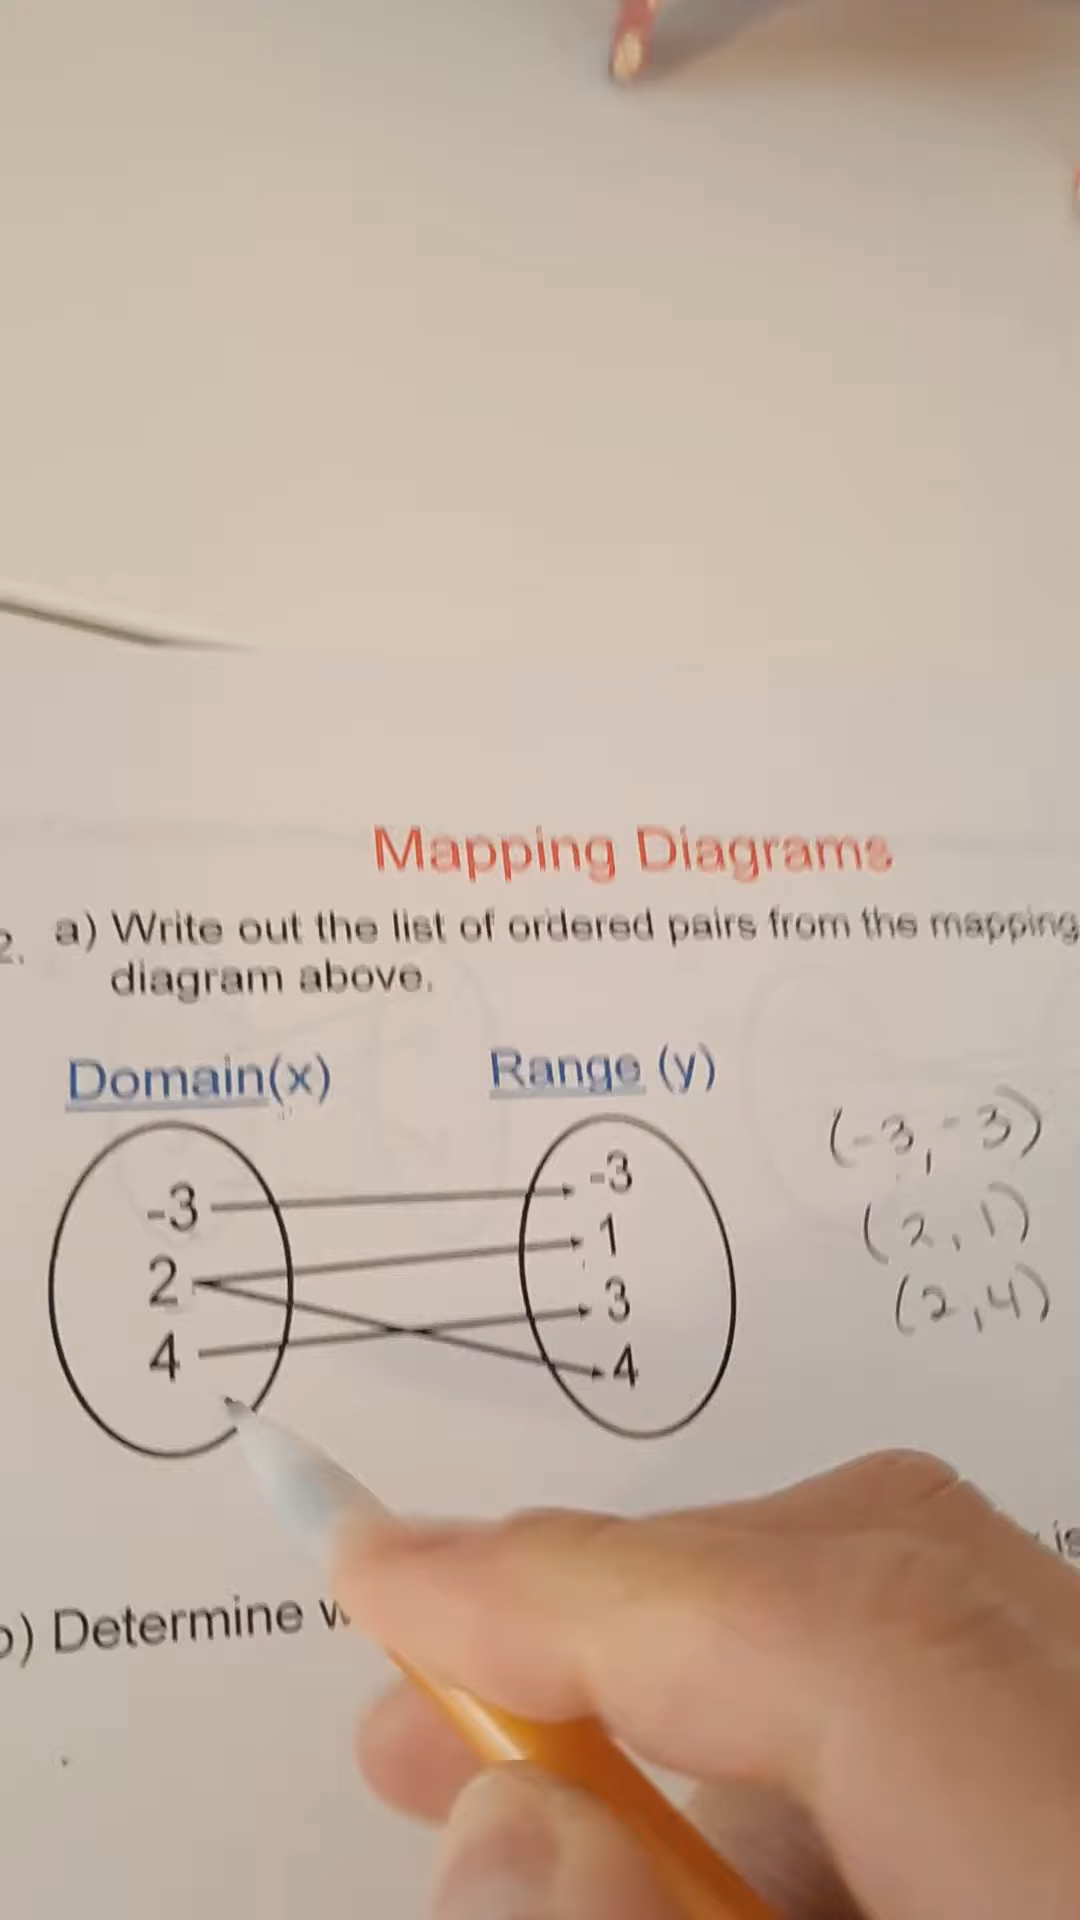 Mapping Diagrams
2. a) Write out the list of ordered pairs from the mapping
diagram above.
Domain(x) Range (y)
-3 -3
2 1
4 3
4
(-3,-3)
(2,1)
(2,4)
is
b) Determine